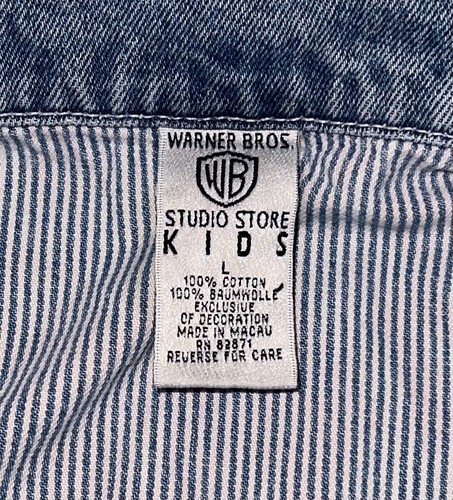 WARNER BROS.
WB
STUDIO STORE
KIDS
L
100% COTTON
100% BAUMWOLLE
EXCLUSIVE
OF DECORATION
MADE IN MACAU
RN 82871
REVERSE FOR CARE